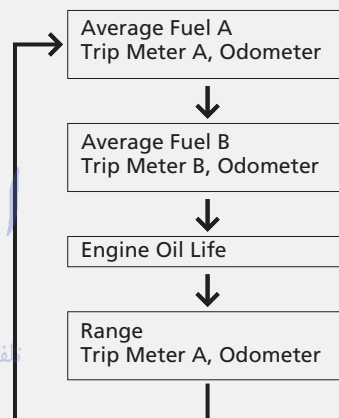 Average Fuel A
Trip Meter A, Odometer
Average Fuel B
Trip Meter B, Odometer
Engine Oil Life
Range
Trip Meter A, Odometer